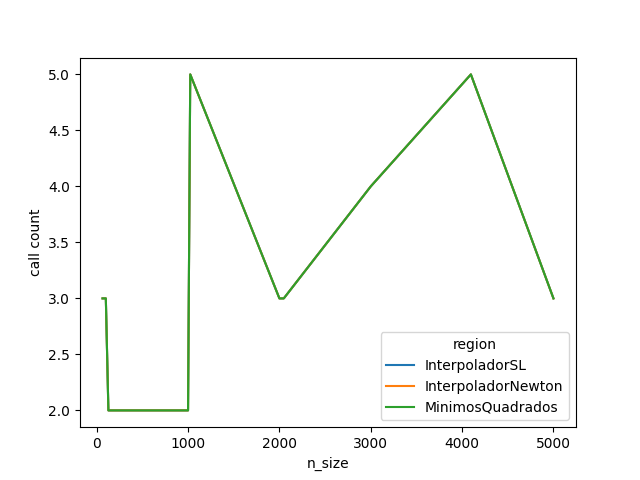 5.0
4.5
4.0
3.5
3.0
2.5
2.0
call count
0
1000
2000
3000
4000
5000
n_size
region
InterpoladorSL
InterpoladorNewton
MinimosQuadrados